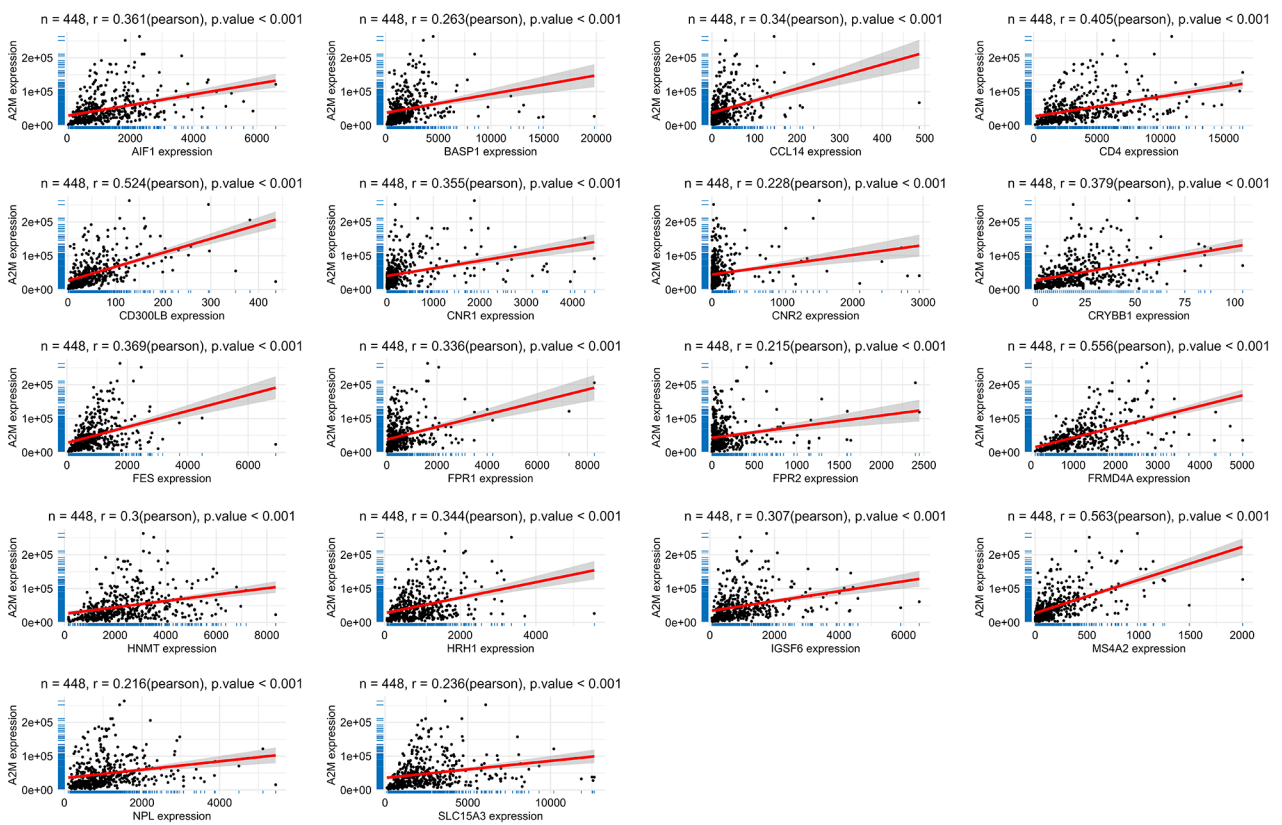 n = 448, r = 0.361(pearson), p.value < 0.001
A2M expression
2e+05
1e+05
0e+00
0 2000 4000 6000
AIF1 expression
n = 448, r = 0.263(pearson), p.value < 0.001
A2M expression
2e+05
1e+05
0e+00
0 5000 10000 15000 20000
BASP1 expression
n = 448, r = 0.34(pearson), p.value < 0.001
A2M expression
2e+05
1e+05
0e+00
0 100 200 300 400 500
CCL14 expression
n = 448, r = 0.405(pearson), p.value < 0.001
A2M expression
2e+05
1e+05
0e+00
0 5000 10000 15000
CD4 expression
n = 448, r = 0.524(pearson), p.value < 0.001
A2M expression
2e+05
1e+05
0e+00
0 100 200 300 400
CD300LB expression
n = 448, r = 0.355(pearson), p.value < 0.001
A2M expression
2e+05
1e+05
0e+00
0 1000 2000 3000 4000
CNR1 expression
n = 448, r = 0.228(pearson), p.value < 0.001
A2M expression
2e+05
1e+05
0e+00
0 1000 2000 3000
CNR2 expression
n = 448, r = 0.379(pearson), p.value < 0.001
A2M expression
2e+05
1e+05
0e+00
0 25 50 75 100
CRYBB1 expression
n = 448, r = 0.369(pearson), p.value < 0.001
A2M expression
2e+05
1e+05
0e+00
0 2000 4000 6000
FES expression
n = 448, r = 0.336(pearson), p.value < 0.001
A2M expression
2e+05
1e+05
0e+00
0 2000 4000 6000 8000
FPR1 expression
n = 448, r = 0.215(pearson), p.value < 0.001
A2M expression
2e+05
1e+05
0e+00
0 500 1000 1500 2000 2500
FPR2 expression
n = 448, r = 0.556(pearson), p.value < 0.001
A2M expression
2e+05
1e+05
0e+00
0 1000 2000 3000 4000 5000
FRMD4A expression
n = 448, r = 0.3(pearson), p.value < 0.001
A2M expression
2e+05
1e+05
0e+00
0 2000 4000 6000 8000
HNMT expression
n = 448, r = 0.344(pearson), p.value < 0.001
A2M expression
2e+05
1e+05
0e+00
0 2000 4000
HRH1 expression
n = 448, r = 0.307(pearson), p.value < 0.001
A2M expression
2e+05
1e+05
0e+00
0 2000 4000 6000
IGSF6 expression
n = 448, r = 0.563(pearson), p.value < 0.001
A2M expression
2e+05
1e+05
0e+00
0 500 1000 1500 2000
MS4A2 expression
n = 448, r = 0.216(pearson), p.value < 0.001
A2M expression
2e+05
1e+05
0e+00
0 2000 4000
NPL expression
n = 448, r = 0.236(pearson), p.value < 0.001
A2M expression
2e+05
1e+05
0e+00
0 5000 10000
SLC15A3 expression